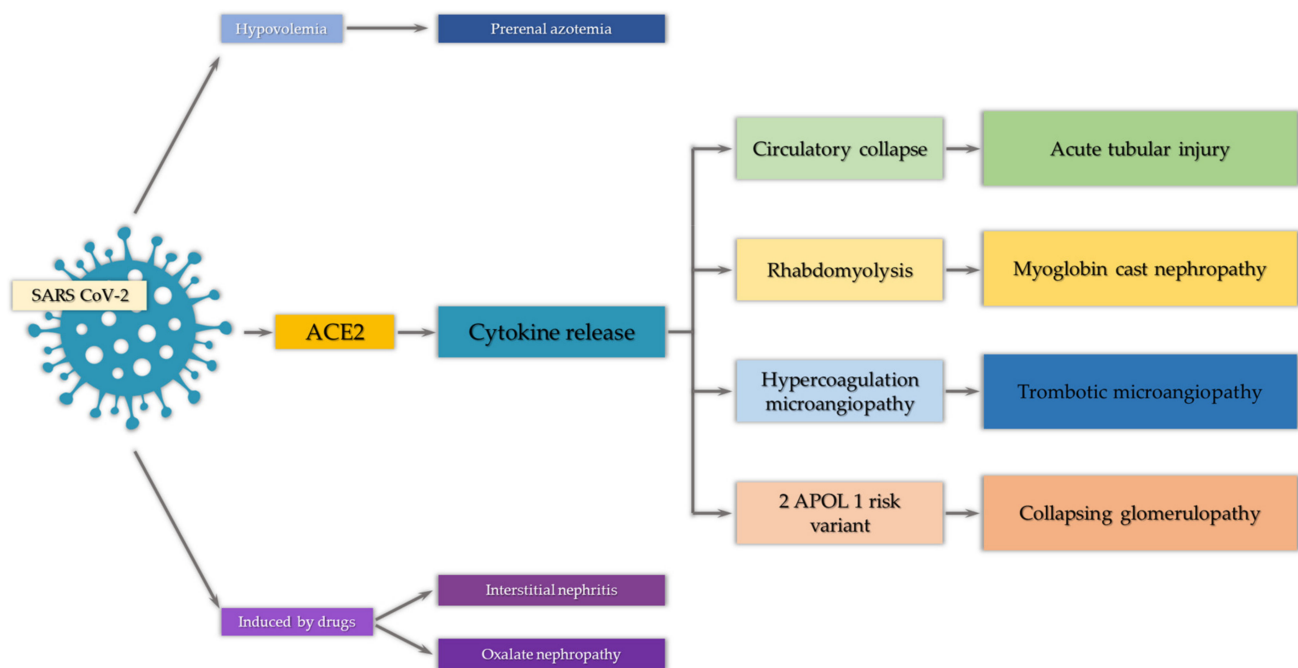 Hypovolemia
Prerenal azotemia
Circulatory collapse
Acute tubular injury
Rhabdomyolysis
Myoglobin cast nephropathy
SARS CoV-2
ACE2
Cytokine release
Hypercoagulation
microangiopathy
Trombotic microangiopathy
2 APOL 1 risk
variant
Collapsing glomerulopathy
Interstitial nephritis
Induced by drugs
Oxalate nephropathy